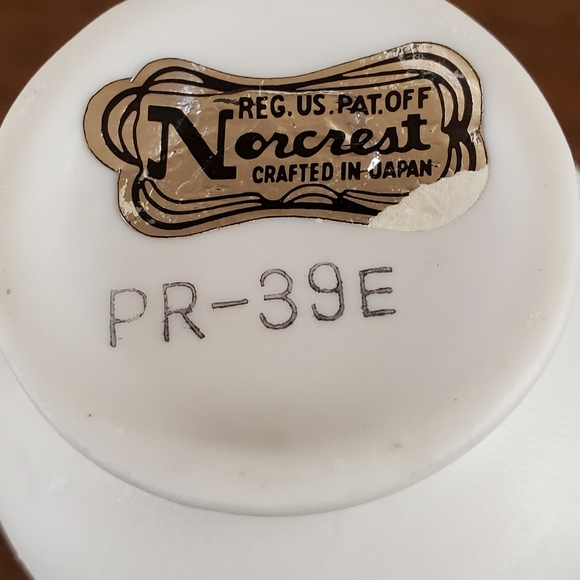 REG. US. PAT. OFF
Norcrest
CRAFTED IN JAPAN
PR-39E